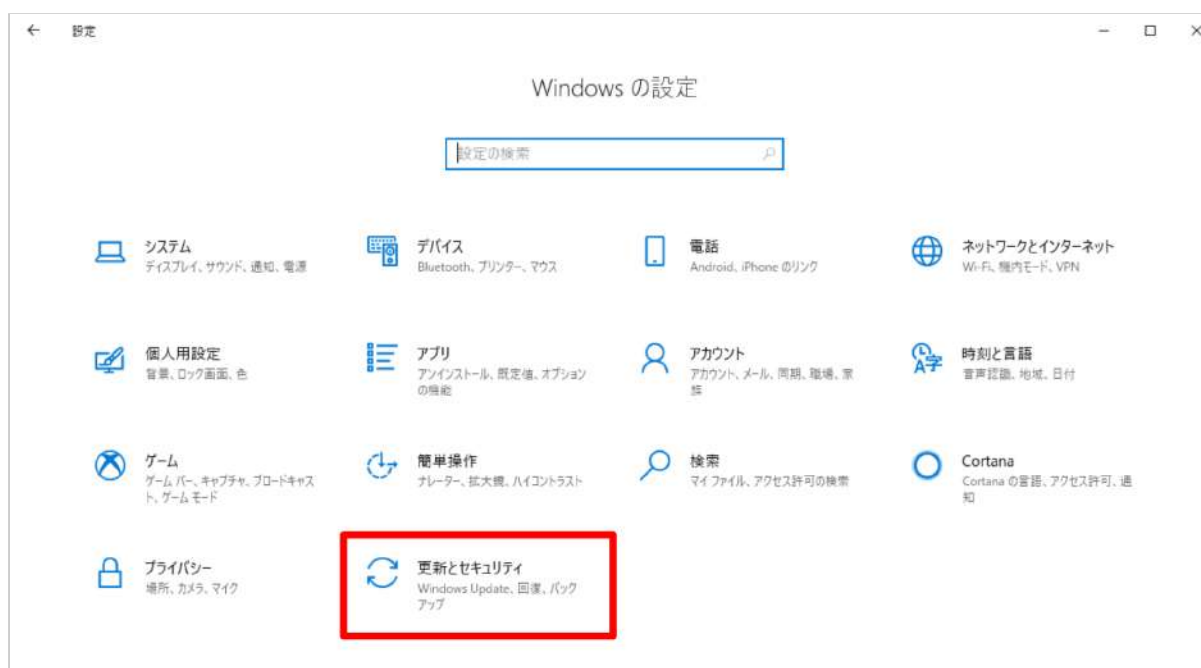 設定
Windows の設定
設定の検索
システム
ディスプレイ、サウンド、通知、電源
デバイス
Bluetooth、プリンター、マウス
電話
Android、iPhone のリンク
ネットワークとインターネット
Wi-Fi、機内モード、VPN
個人用設定
背景、ロック画面、色
アプリ
アンインストール、既定値、オプション
の機能
アカウント
アカウント、メール、同期、職場、家
族
時刻と言語
音声認識、地域、日付
ゲーム
ゲーム バー、キャプチャ、ブロードキャス
ト、ゲーム モード
簡単操作
ナレーター、拡大鏡、ハイコントラスト
検索
マイ ファイル、アクセス許可の検索
Cortana
Cortana の言語、アクセス許可、通
知
プライバシー
場所、カメラ、マイク
更新とセキュリティ
Windows Update、回復、バック
アップ